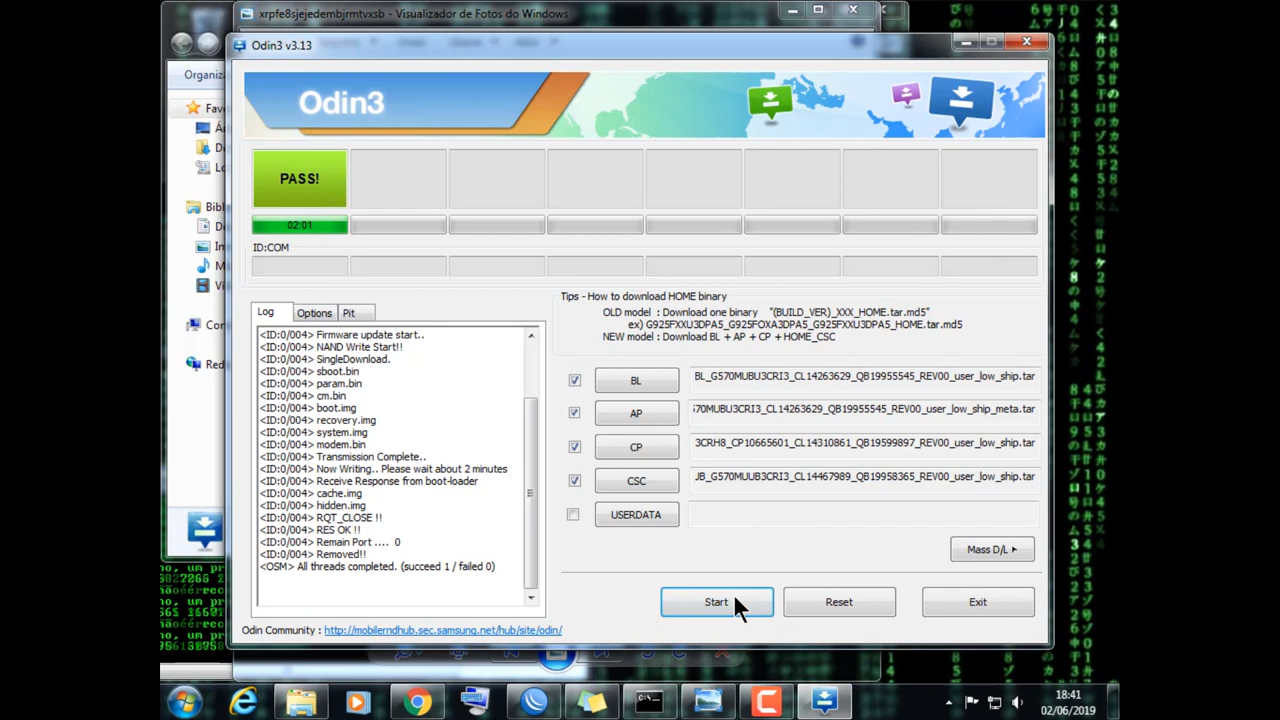 xrpfe8sjejedembjrmtvxsb - Visualizador de Fotos do Windows
Odin3 v3.13
Organiz
Odin3
Fav
PASS!
02:01
Bibl
ID:COM
Log
Options
Pit
<ID:0/004> Firmware update start..
<ID:0/004> NAND Write Start!!
<ID:0/004> SingleDownload.
<ID:0/004> sboot.bin
<ID:0/004> param.bin
<ID:0/004> cm.bin
<ID:0/004> boot.img
<ID:0/004> recovery.img
<ID:0/004> system.img
<ID:0/004> modem.bin
<ID:0/004> Transmission Complete..
<ID:0/004> Now Writing.. Please wait about 2 minutes
<ID:0/004> Receive Response from boot-loader
<ID:0/004> cache.img
<ID:0/004> hidden.img
<ID:0/004> RQT_CLOSE !!
<ID:0/004> RES OK !!
<ID:0/004> Remain Port .... 0
<ID:0/004> Removed!!
<OSM> All threads completed. (succeed 1 / failed 0)
Tips - How to download HOME binary
OLD model : Download one binary "(BUILD_VER)_XXX_HOME.tar.md5"
ex) G925FXXU3DPA5_G925FOXA3DPA5_G925FXXU3DPA5_HOME.tar.md5
NEW model : Download BL + AP + CP + HOME_CSC
BL
BL_G570MUBU3CRI3_CL14263629_QB19955545_REV00_user_low_ship.tar
AP
570MUBU3CRI3_CL14263629_QB19955545_REV00_user_low_ship_meta.tar
CP
3CRH8_CP10665601_CL14310861_QB19599897_REV00_user_low_ship.tar
CSC
UB_G570MUUB3CRI3_CL14467989_QB19958365_REV00_user_low_ship.tar
USERDATA
Mass D/L
Start
Reset
Exit
Odin Community : http://mobilerndhub.sec.samsung.net/hub/site/odin/
18:41
02/06/2019